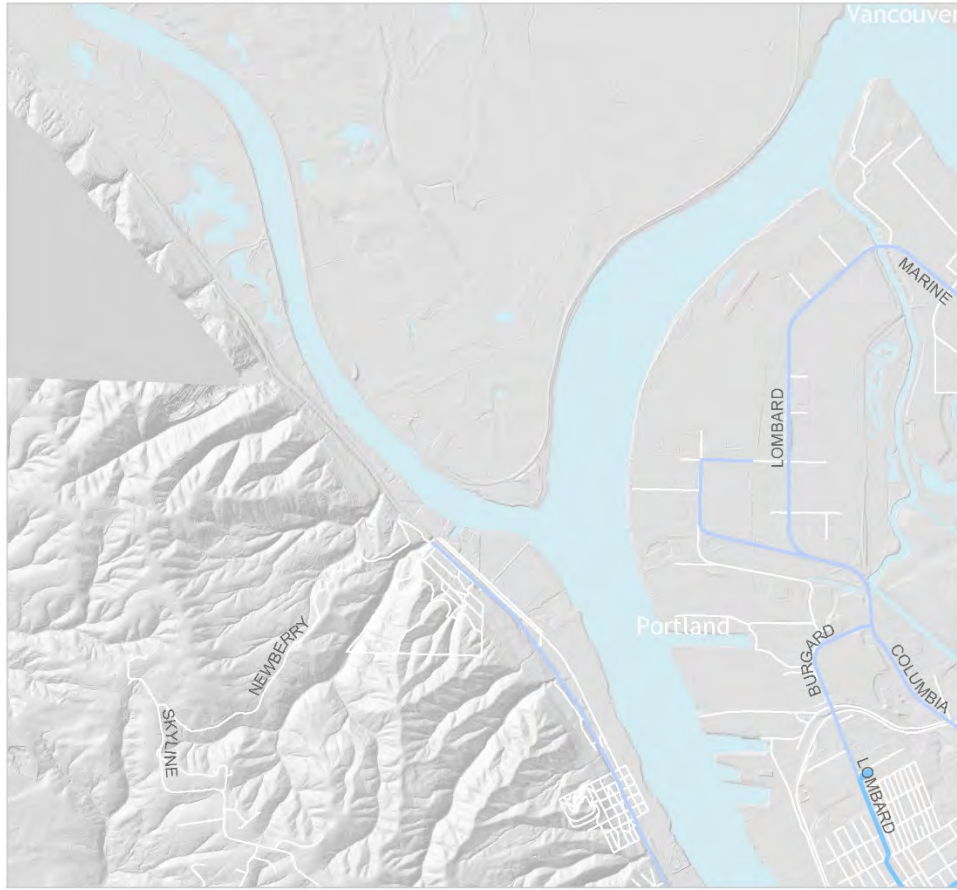 Vancouver
MARINE
LOMBARD
Portland
NEWBERRY
BURGARD
COLUMBIA
SKYLINE
LOMBARD